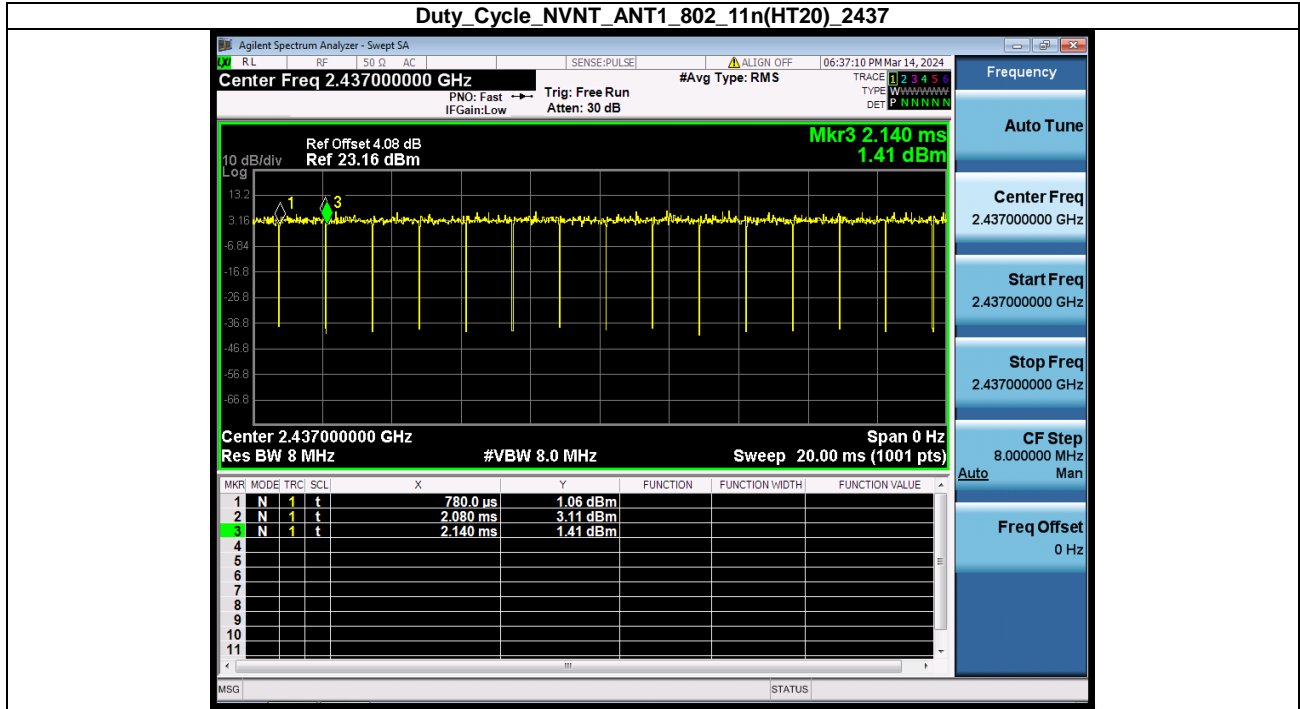 Duty_Cycle_NVNT_ANT1_802_11n(HT20)_2437
Agilent Spectrum Analyzer - Swept SA
LXI RL RF 50 Ω AC SENSE:PULSE ALIGN OFF 06:37:10 PM Mar 14, 2024
Center Freq 2.437000000 GHz #Avg Type: RMS TRACE 1 2 3 4 5 6
PNO: Fast Trig: Free Run TYPE WWWWWW
IFGain:Low Atten: 30 dB DET P N N N N N
Mkr3 2.140 ms
1.41 dBm
Ref Offset 4.08 dB
10 dB/div Ref 23.16 dBm
Log
13.2
1 3
3.16
-6.84
-16.8
-26.8
-36.8
-46.8
-56.8
-66.8
Center 2.437000000 GHz Span 0 Hz
Res BW 8 MHz #VBW 8.0 MHz Sweep 20.00 ms (1001 pts)
MKR MODE TRC SCL X Y FUNCTION FUNCTION WIDTH FUNCTION VALUE
1 N 1 t 780.0 µs 1.06 dBm
2 N 1 t 2.080 ms 3.11 dBm
3 N 1 t 2.140 ms 1.41 dBm
4
5
6
7
8
9
10
11
MSG STATUS
Frequency
Auto Tune
Center Freq
2.437000000 GHz
Start Freq
2.437000000 GHz
Stop Freq
2.437000000 GHz
CF Step
8.000000 MHz
Auto Man
Freq Offset
0 Hz